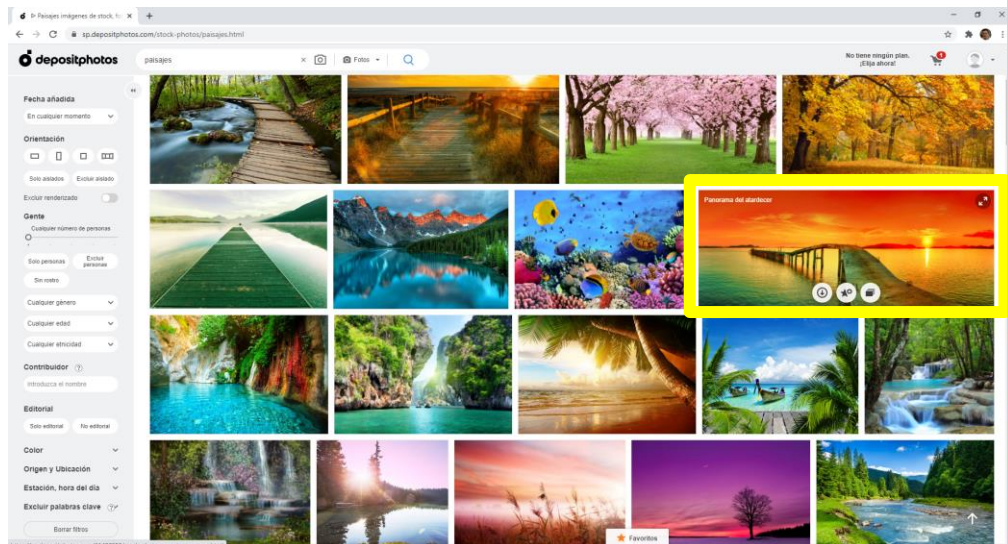 ▷ Paisajes imágenes de stock, fo
sp.depositphotos.com/stock-photos/paisajes.html
depositphotos
paisajes
Fotos
No tiene ningún plan.
¡Elija ahora!
Fecha añadida
En cualquier momento
Orientación
Solo aislados
Excluir aislado
Excluir renderizado
Gente
Cualquier número de personas
Solo personas
Excluir
personas
Sin rostro
Cualquier género
Cualquier edad
Cualquier etnicidad
Contribuidor
Introduzca el nombre
Editorial
Solo editorial
No editorial
Color
Origen y Ubicación
Estación, hora del día
Excluir palabras clave
Borrar filtros
Panorama del atardecer
Favoritos